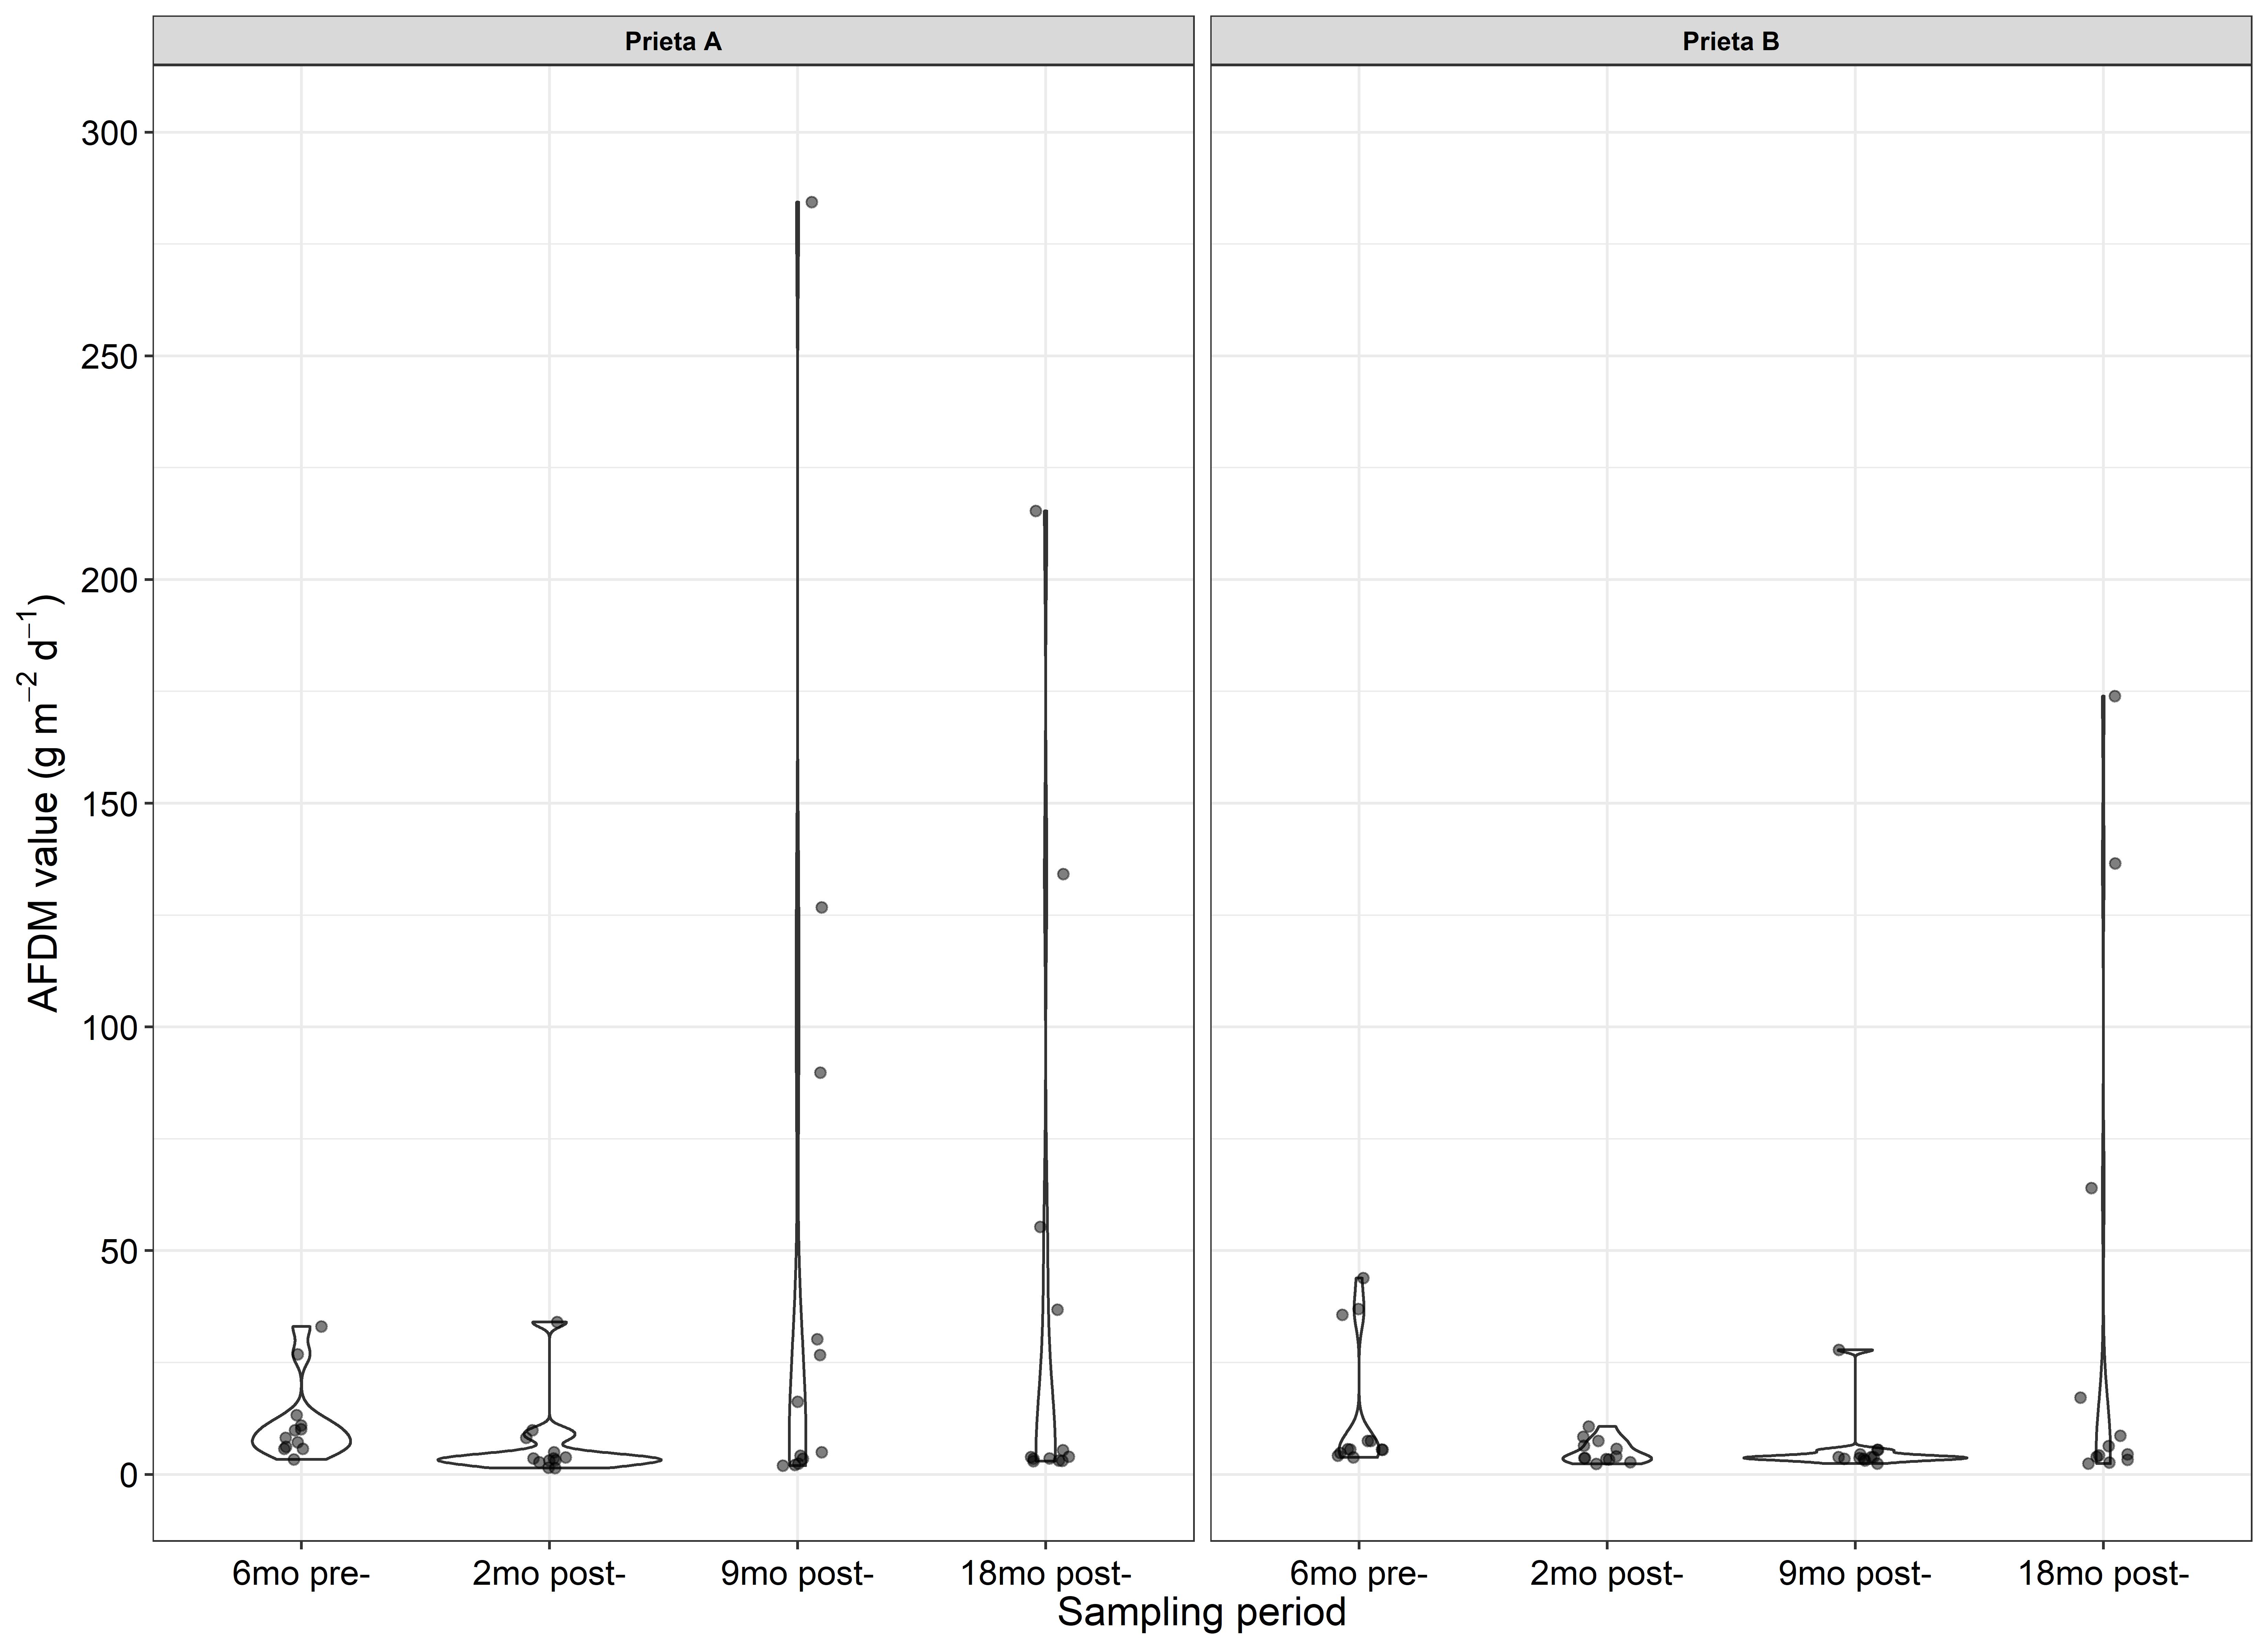 Prieta A
Prieta B
AFDM value (g m⁻² d⁻¹)
300
250
200
150
100
50
0
6mo pre-
2mo post-
9mo post-
18mo post-
6mo pre-
2mo post-
9mo post-
18mo post-
Sampling period